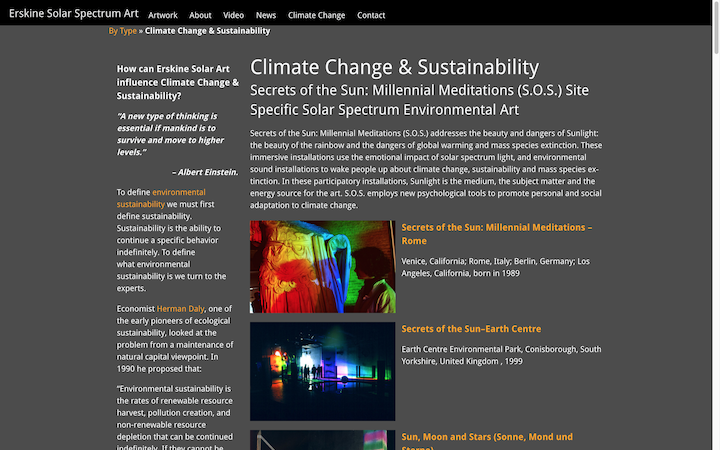 Erskine Solar Spectrum Art
Artwork
About
Video
News
Climate Change
Contact
By Type » Climate Change & Sustainability
How can Erskine Solar Art
influence Climate Change &
Sustainability?
“A new type of thinking is
essential if mankind is to
survive and move to higher
levels.”
– Albert Einstein.
To define environmental
sustainability we must first
define sustainability.
Sustainability is the ability to
continue a specific behavior
indefinitely. To define
what environmental
sustainability is we turn to the
experts.
Economist Herman Daly, one of
the early pioneers of ecological
sustainability, looked at the
problem from a maintenance of
natural capital viewpoint. In
1990 he proposed that:
“Environmental sustainability is
the rates of renewable resource
harvest, pollution creation, and
non-renewable resource
depletion that can be continued
indefinitely. If they cannot be
Climate Change & Sustainability
Secrets of the Sun: Millennial Meditations (S.O.S.) Site
Specific Solar Spectrum Environmental Art
Secrets of the Sun: Millennial Meditations (S.O.S.) addresses the beauty and dangers of Sunlight:
the beauty of the rainbow and the dangers of global warming and mass species extinction. These
immersive installations use the emotional impact of solar spectrum light, and environmental
sound installations to wake people up about climate change, sustainability and mass species ex-
tinction. In these participatory installations, Sunlight is the medium, the subject matter and the
energy source for the art. S.O.S. employs new psychological tools to promote personal and social
adaptation to climate change.
Secrets of the Sun: Millennial Meditations –
Rome
Venice, California; Rome, Italy; Berlin, Germany; Los
Angeles, California, born in 1989
Secrets of the Sun–Earth Centre
Earth Centre Environmental Park, Conisborough, South
Yorkshire, United Kingdom , 1999
Sun, Moon and Stars (Sonne, Mond und
Sterne)